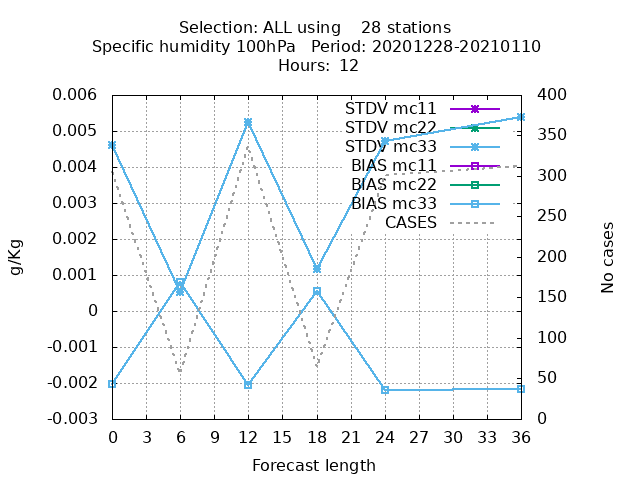 Selection: ALL using    28 stations
Specific humidity 100hPa   Period: 20201228-20210110
Hours: 12
0.006
0.005
0.004
0.003
0.002
0.001
0
-0.001
-0.002
-0.003
g/Kg
400
350
300
250
200
150
100
50
0
No cases
STDV mc11
STDV mc22
STDV mc33
BIAS mc11
BIAS mc22
BIAS mc33
CASES
0 3 6 9 12 15 18 21 24 27 30 33 36
Forecast length